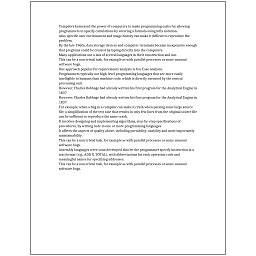 Compilers harnessed the power of computers to make programming easier by allowing
programmers to specify calculations by entering a formula using infix notation.
Also, specific user environment and usage history can make it difficult to reproduce the
problem.
By the late 1960s, data storage devices and computer terminals became inexpensive enough
that programs could be created by typing directly into the computers.
Many applications use a mix of several languages in their construction and use.
This can be a non-trivial task, for example as with parallel processes or some unusual
software bugs.
One approach popular for requirements analysis is Use Case analysis.
Programmers typically use high-level programming languages that are more easily
intelligible to humans than machine code, which is directly executed by the central
processing unit.
However, Charles Babbage had already written his first program for the Analytical Engine in
1837.
However, Charles Babbage had already written his first program for the Analytical Engine in
1837.
For example, when a bug in a compiler can make it crash when parsing some large source
file, a simplification of the test case that results in only few lines from the original source file
can be sufficient to reproduce the same crash.
It involves designing and implementing algorithms, step-by-step specifications of
procedures, by writing code in one or more programming languages.
It affects the aspects of quality above, including portability, usability and most importantly
maintainability.
This can be a non-trivial task, for example as with parallel processes or some unusual
software bugs.
Assembly languages were soon developed that let the programmer specify instruction in a
text format (e.g., ADD X, TOTAL), with abbreviations for each operation code and
meaningful names for specifying addresses.
This can be a non-trivial task, for example as with parallel processes or some unusual
software bugs.